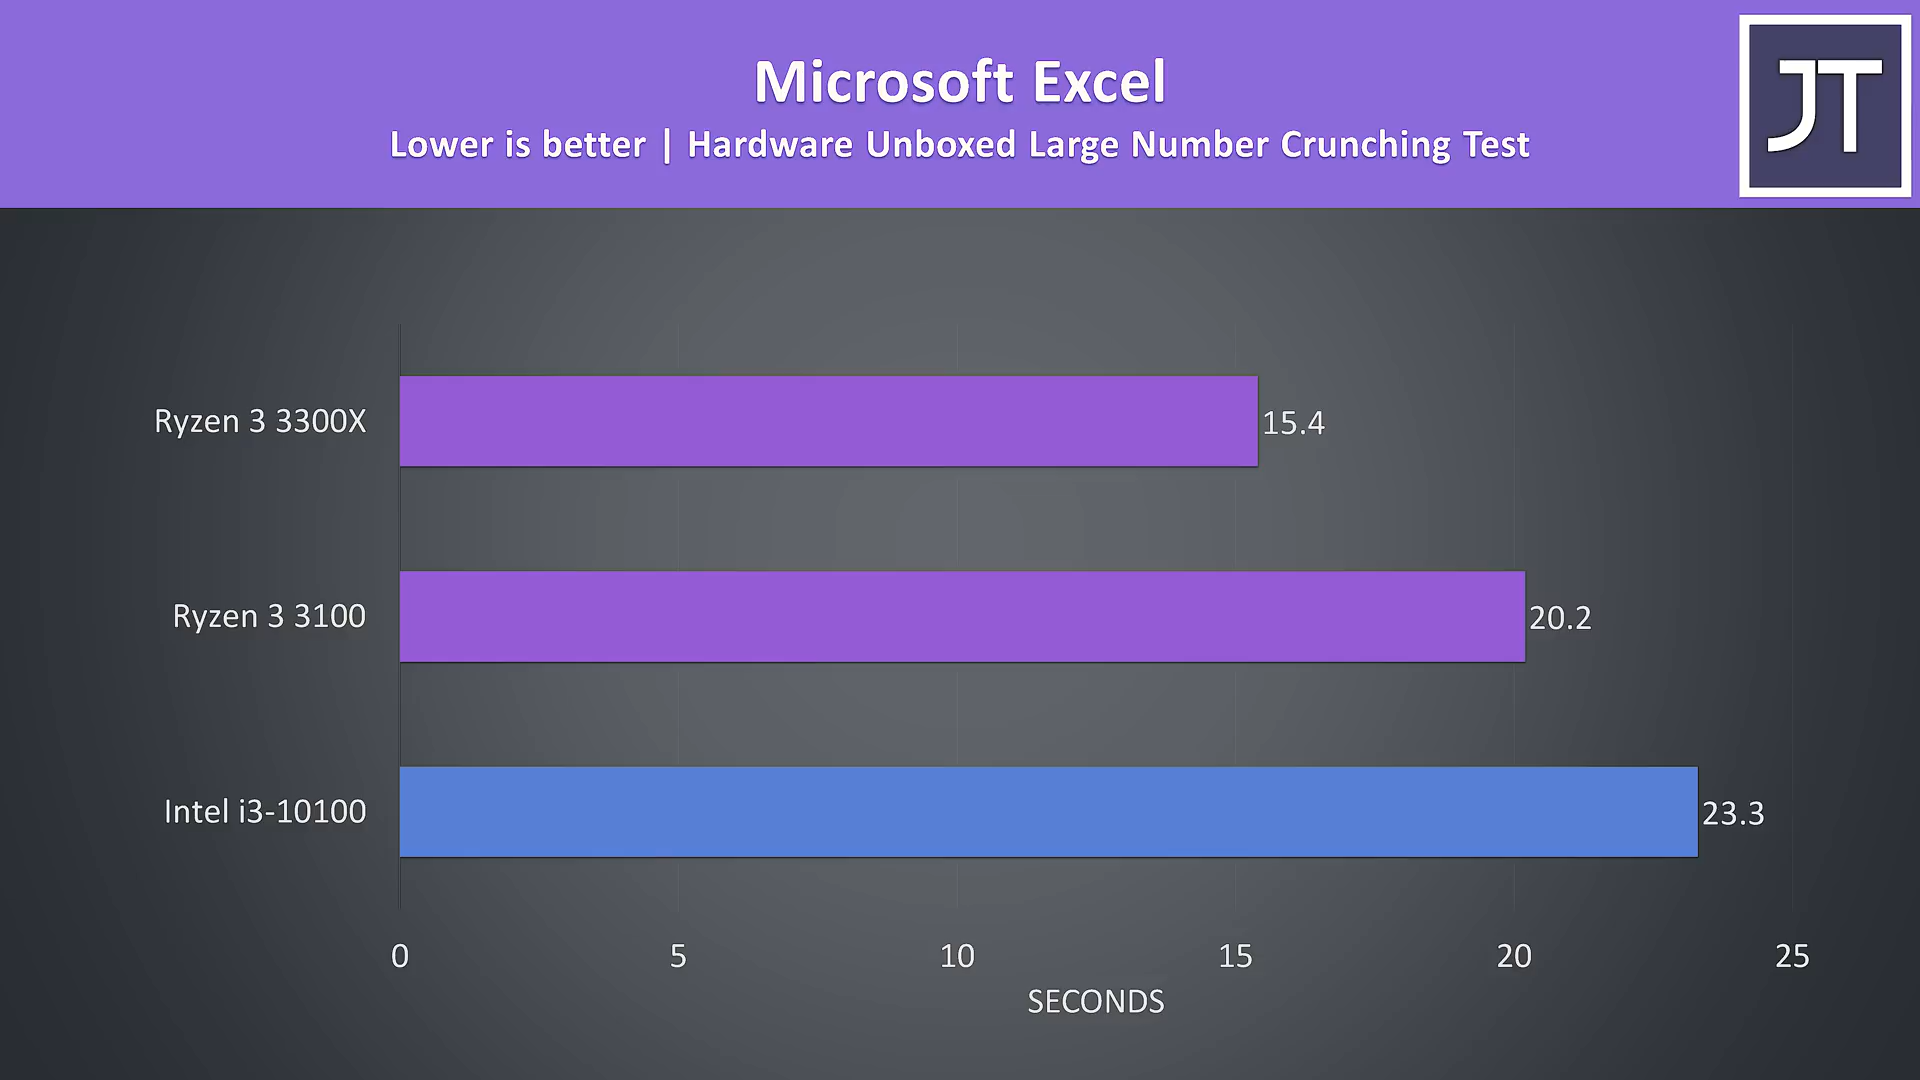 Microsoft Excel
Lower is better | Hardware Unboxed Large Number Crunching Test
JT
Ryzen 3 3300X
15.4
Ryzen 3 3100
20.2
Intel i3-10100
23.3
0 5 10 15 20 25
SECONDS